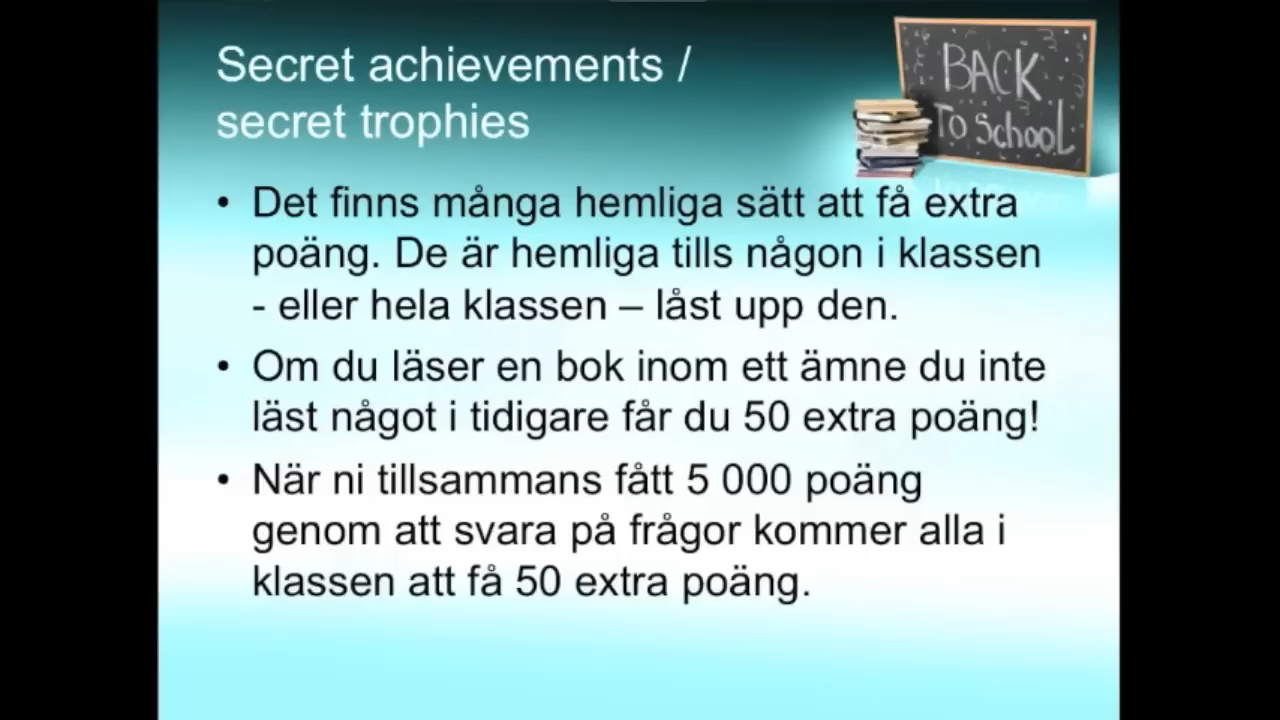 Secret achievements /
secret trophies
BACK
To School
• Det finns många hemliga sätt att få extra
poäng. De är hemliga tills någon i klassen
- eller hela klassen – låst upp den.
• Om du läser en bok inom ett ämne du inte
läst något i tidigare får du 50 extra poäng!
• När ni tillsammans fått 5 000 poäng
genom att svara på frågor kommer alla i
klassen att få 50 extra poäng.